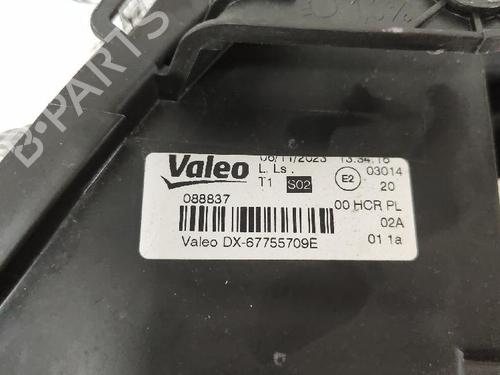 Valeo 06/11/2023 13:34:16
L. Ls. E2 03014
T1 S02 20
088837 00 HCR PL
02A
Valeo DX-67755709E 01 1a
B-PARTS